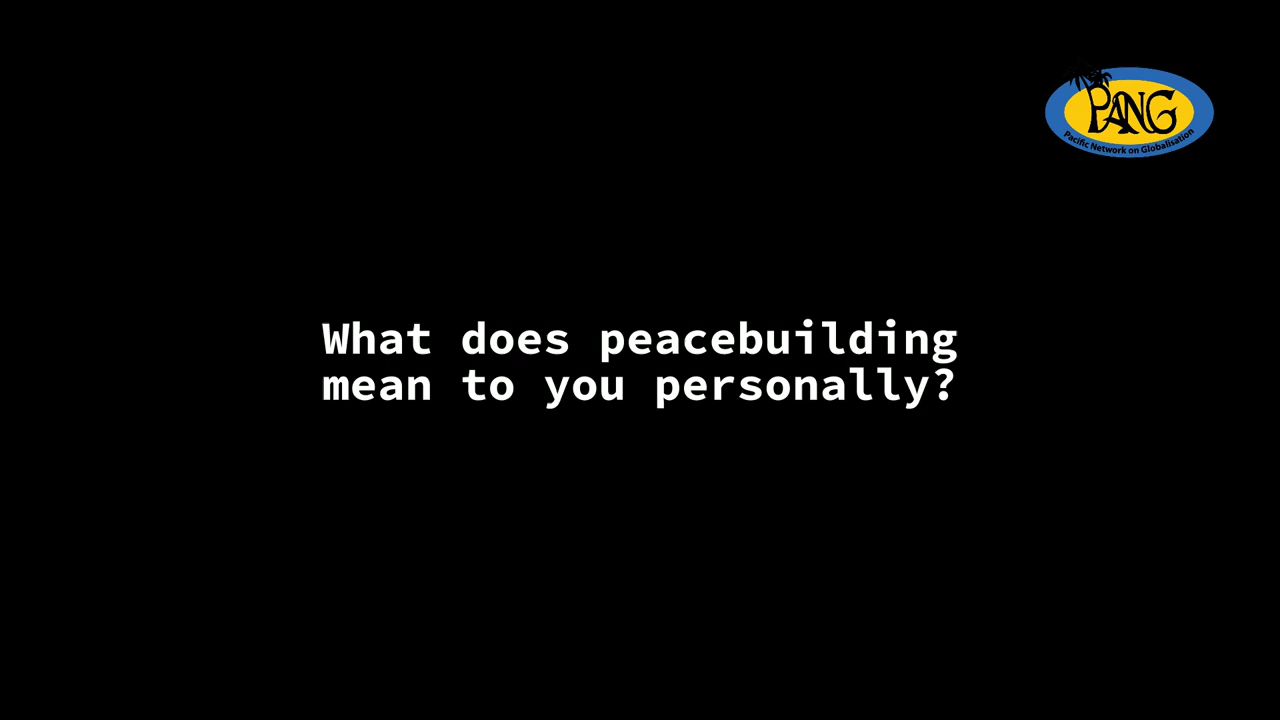 PANG
Pacific Network on Globalisation
What does peacebuilding
mean to you personally?